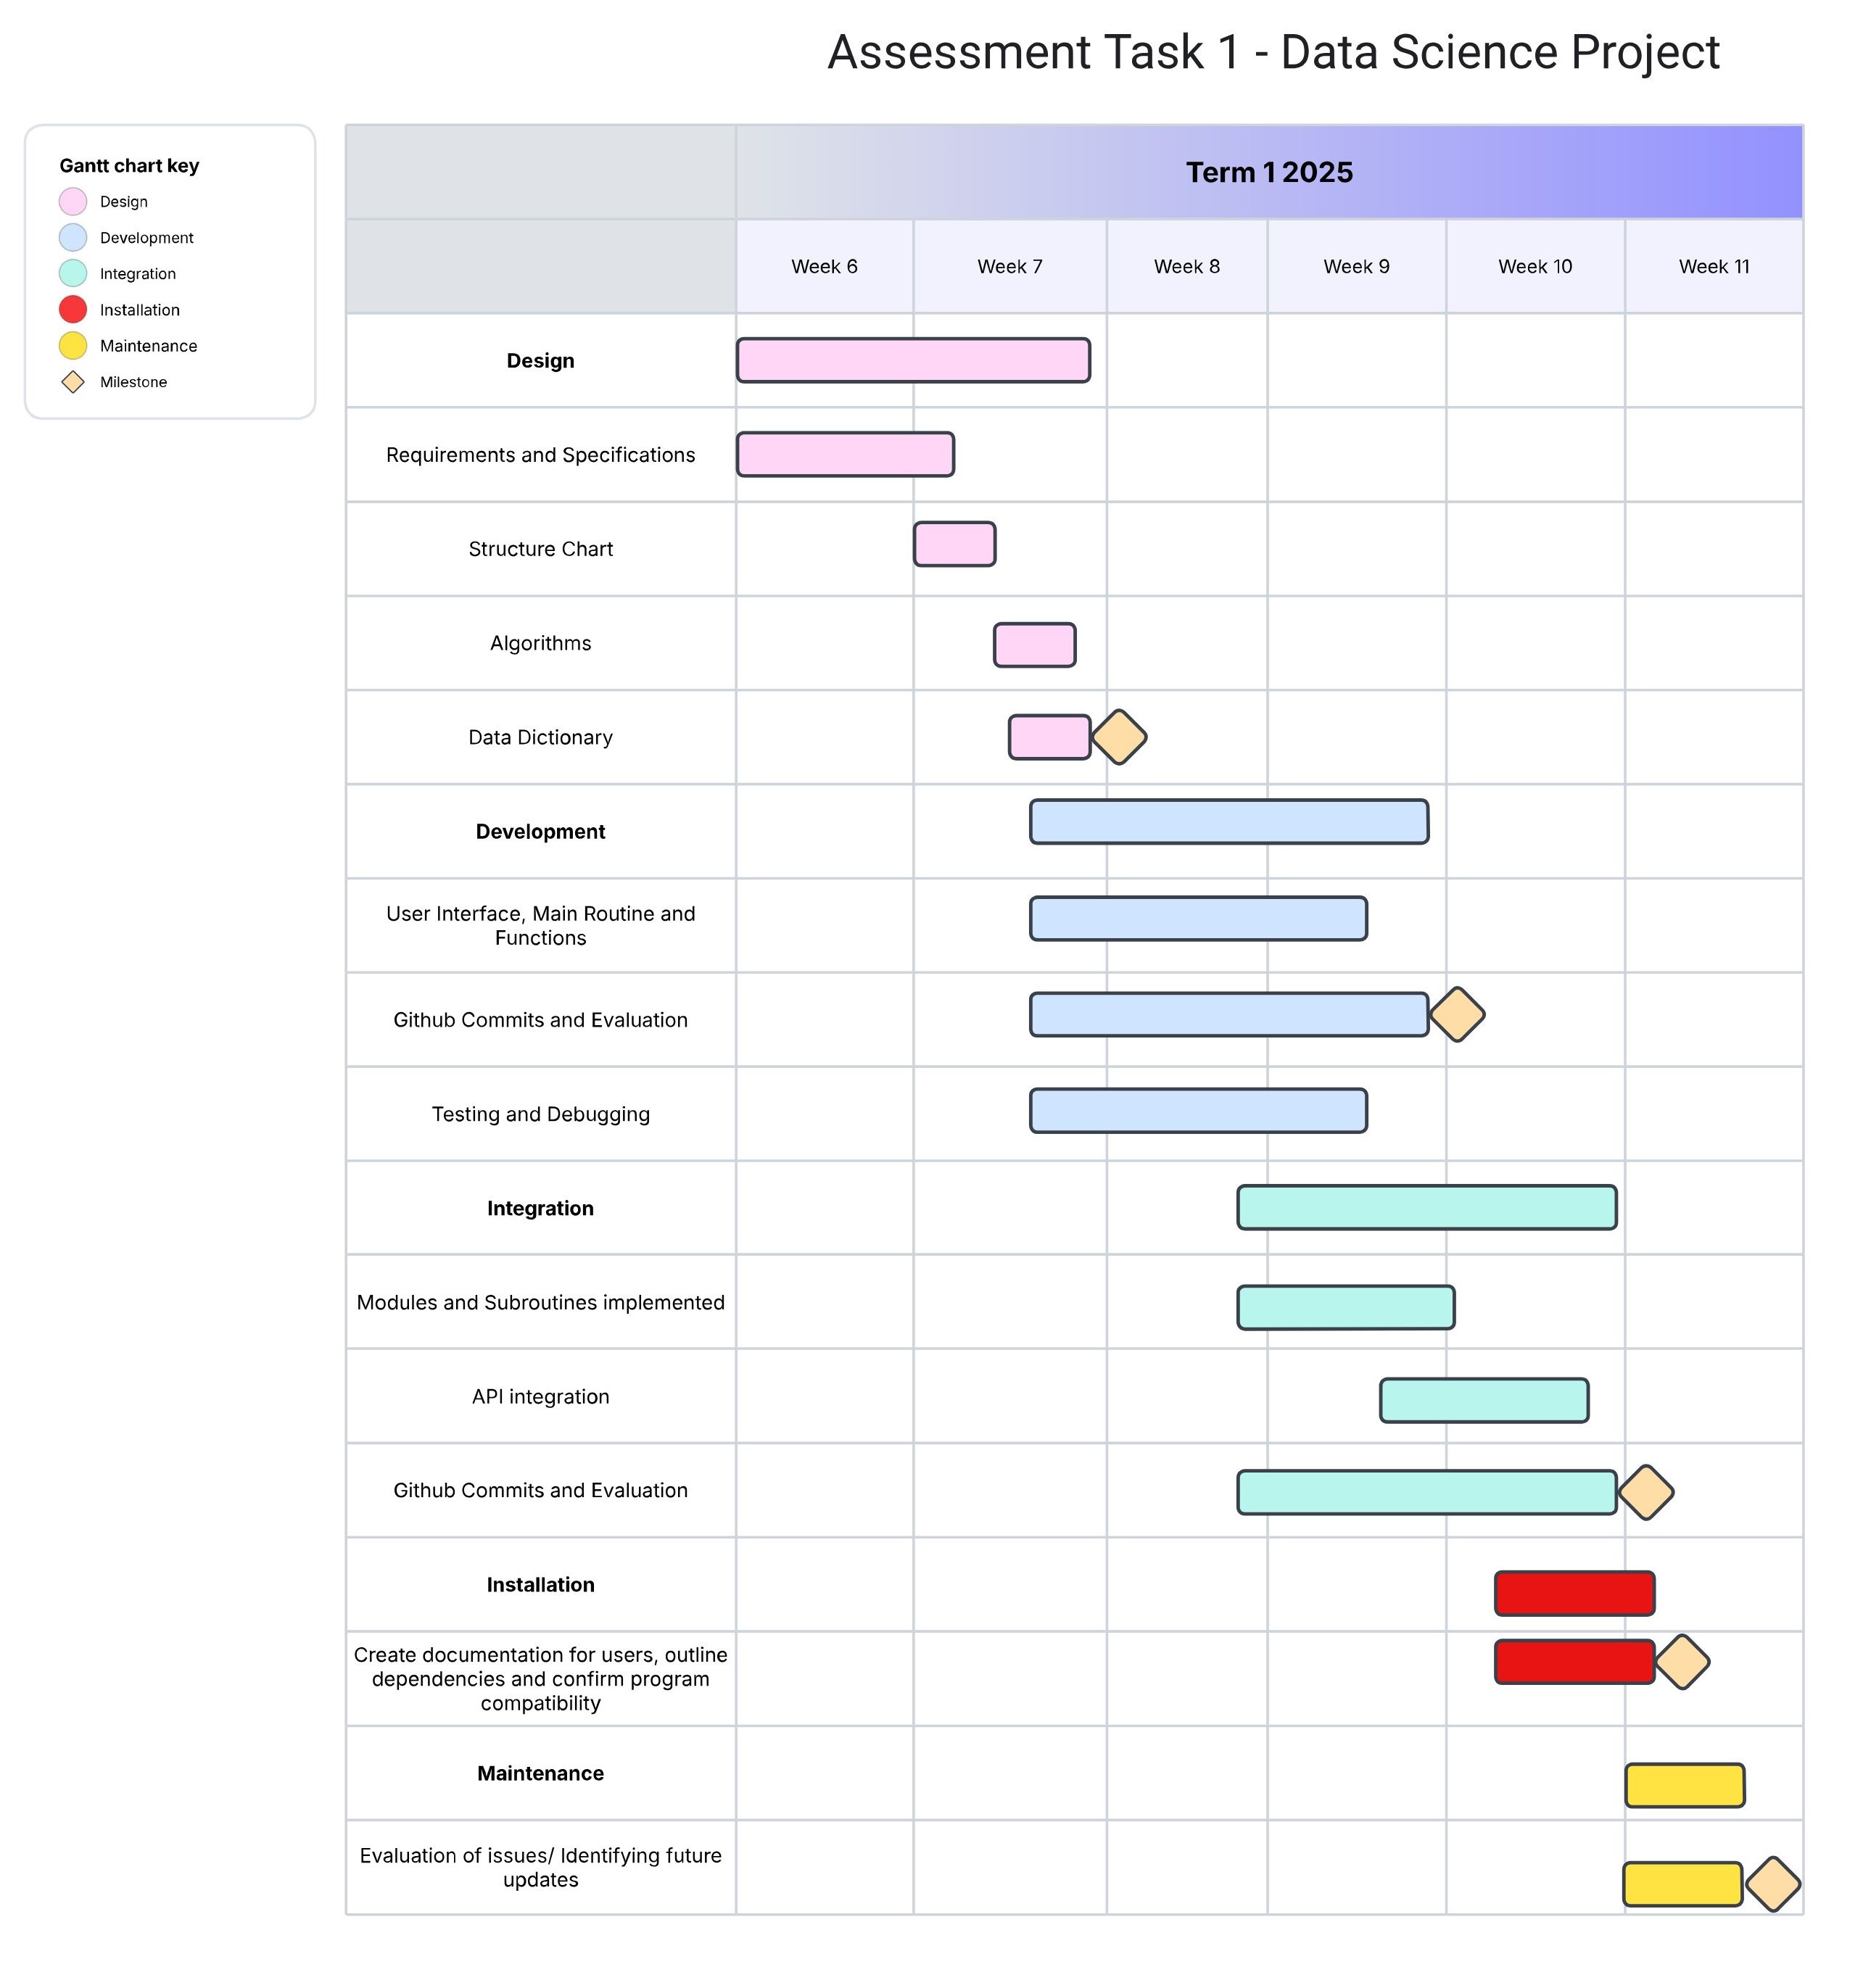 Assessment Task 1 - Data Science Project
Gantt chart key
Design
Development
Integration
Installation
Maintenance
Milestone
Term 1 2025
Week 6
Week 7
Week 8
Week 9
Week 10
Week 11
Design
Requirements and Specifications
Structure Chart
Algorithms
Data Dictionary
Development
User Interface, Main Routine and
Functions
Github Commits and Evaluation
Testing and Debugging
Integration
Modules and Subroutines implemented
API integration
Github Commits and Evaluation
Installation
Create documentation for users, outline
dependencies and confirm program
compatibility
Maintenance
Evaluation of issues/ Identifying future
updates